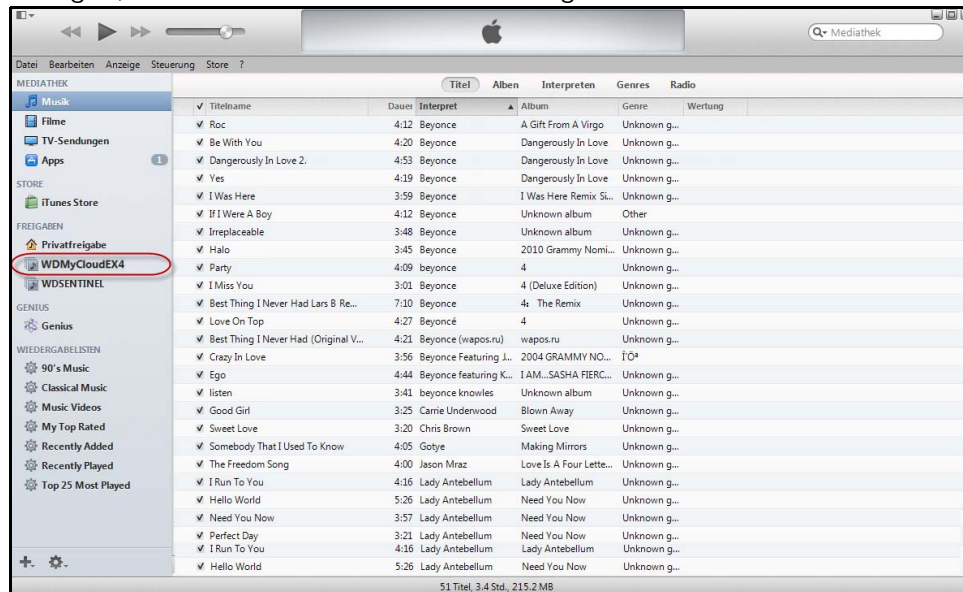 Mediathek
Datei Bearbeiten Anzeige Steuerung Store ?
MEDIATHEK
Musik
Filme
TV-Sendungen
Apps 1
STORE
iTunes Store
FREIGABEN
Privatfreigabe
WDMyCloudEX4
WDSENTINEL
GENIUS
Genius
WIEDERGABELISTEN
90's Music
Classical Music
Music Videos
My Top Rated
Recently Added
Recently Played
Top 25 Most Played
Titel Alben Interpreten Genres Radio
Titelname Dauer Interpret Album Genre Wertung
Roc 4:12 Beyonce A Gift From A Virgo Unknown g...
Be With You 4:20 Beyonce Dangerously In Love Unknown g...
Dangerously In Love 2. 4:53 Beyonce Dangerously In Love Unknown g...
Yes 4:19 Beyonce Dangerously In Love Unknown g...
I Was Here 3:59 Beyonce I Was Here Remix Si... Unknown g...
If I Were A Boy 4:12 Beyonce Unknown album Other
Irreplaceable 3:48 Beyonce Unknown album Unknown g...
Halo 3:45 Beyonce 2010 Grammy Nomi... Unknown g...
Party 4:09 beyonce 4 Unknown g...
I Miss You 3:01 Beyonce 4 (Deluxe Edition) Unknown g...
Best Thing I Never Had Lars B Re... 7:10 Beyonce 4: The Remix Unknown g...
Love On Top 4:27 Beyoncé 4 Unknown g...
Best Thing I Never Had (Original V... 4:21 Beyonce (wapos.ru) wapos.ru Unknown g...
Crazy In Love 3:56 Beyonce Featuring J... 2004 GRAMMY NO...
Ego 4:44 Beyonce featuring K... I AM...SASHA FIERC... Unknown g...
listen 3:41 beyonce knowles Unknown album Unknown g...
Good Girl 3:25 Carrie Underwood Blown Away Unknown g...
Sweet Love 3:20 Chris Brown Sweet Love Unknown g...
Somebody That I Used To Know 4:05 Gotye Making Mirrors Unknown g...
The Freedom Song 4:00 Jason Mraz Love Is A Four Lette... Unknown g...
I Run To You 4:16 Lady Antebellum Lady Antebellum Unknown g...
Hello World 5:26 Lady Antebellum Need You Now Unknown g...
Need You Now 3:57 Lady Antebellum Need You Now Unknown g...
Perfect Day 3:21 Lady Antebellum Need You Now Unknown g...
I Run To You 4:16 Lady Antebellum Lady Antebellum Unknown g...
Hello World 5:26 Lady Antebellum Need You Now Unknown g...
51 Titel, 3.4 Std., 215.2 MB